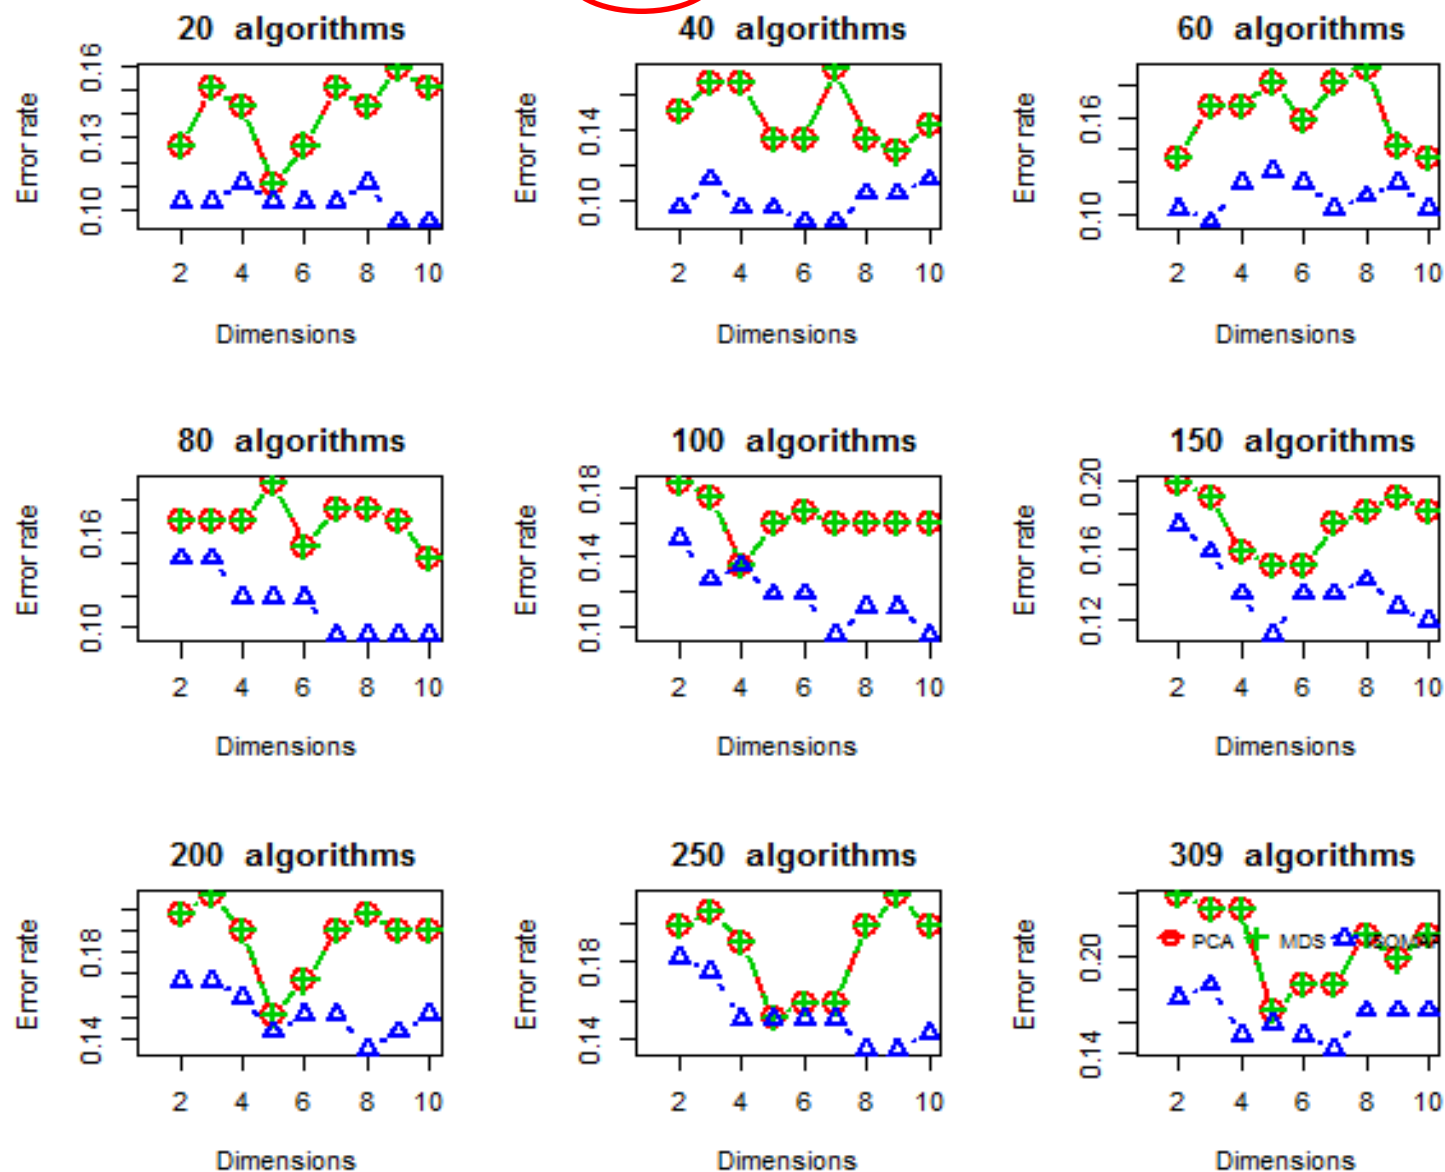 20 algorithms
Error rate
0.10 0.13 0.16
2 4 6 8 10
Dimensions
40 algorithms
Error rate
0.10 0.14
2 4 6 8 10
Dimensions
60 algorithms
Error rate
0.10 0.16
2 4 6 8 10
Dimensions
80 algorithms
Error rate
0.10 0.16
2 4 6 8 10
Dimensions
100 algorithms
Error rate
0.10 0.14 0.18
2 4 6 8 10
Dimensions
150 algorithms
Error rate
0.12 0.16 0.20
2 4 6 8 10
Dimensions
200 algorithms
Error rate
0.14 0.18
2 4 6 8 10
Dimensions
250 algorithms
Error rate
0.14 0.18
2 4 6 8 10
Dimensions
309 algorithms
Error rate
0.14 0.20
PCA MDS
2 4 6 8 10
Dimensions